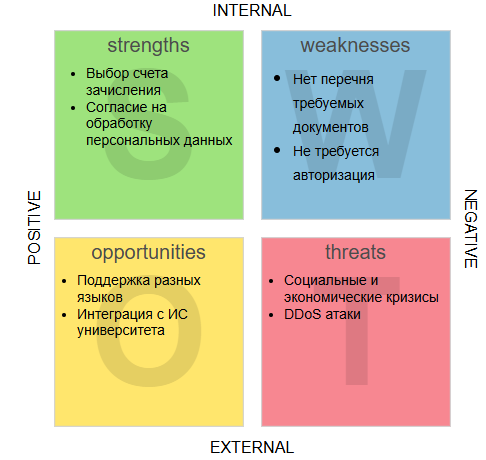 INTERNAL
strengths
S
• Выбор счета
зачисления
• Согласие на
обработку
персональных данных
weaknesses
W
• Нет перечня
требуемых
документов
• Не требуется
авторизация
POSITIVE
NEGATIVE
opportunities
O
• Поддержка разных
языков
• Интеграция с ИС
университета
threats
T
• Социальные и
экономические кризисы
• DDoS атаки
EXTERNAL